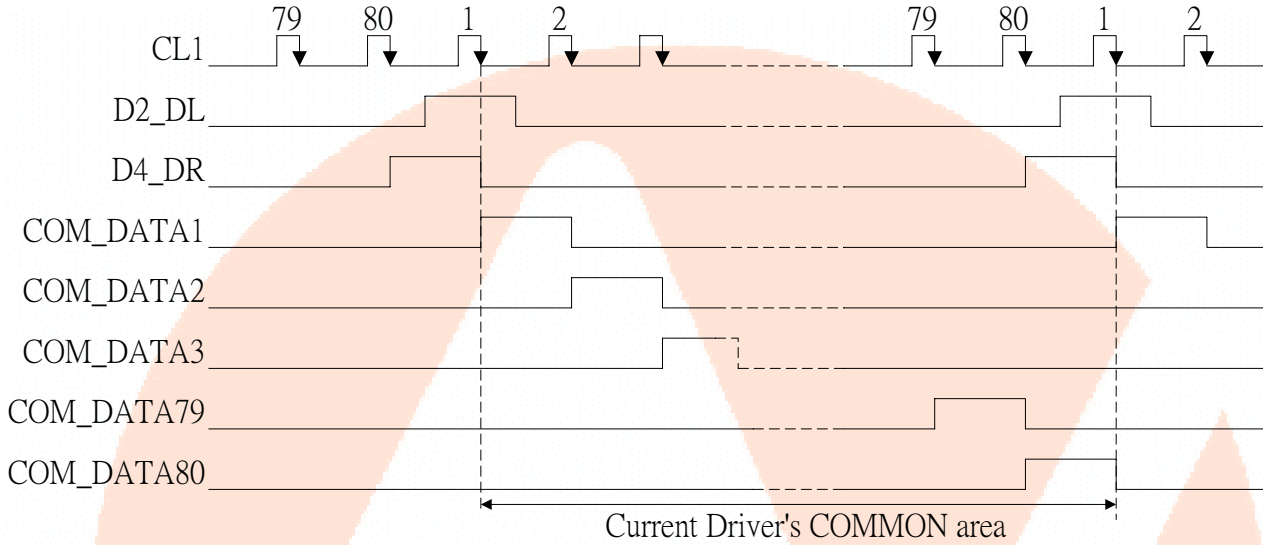 79 80 1 2 79 80 1 2
CL1
D2_DL
D4_DR
COM_DATA1
COM_DATA2
COM_DATA3
COM_DATA79
COM_DATA80
Current Driver's COMMON area